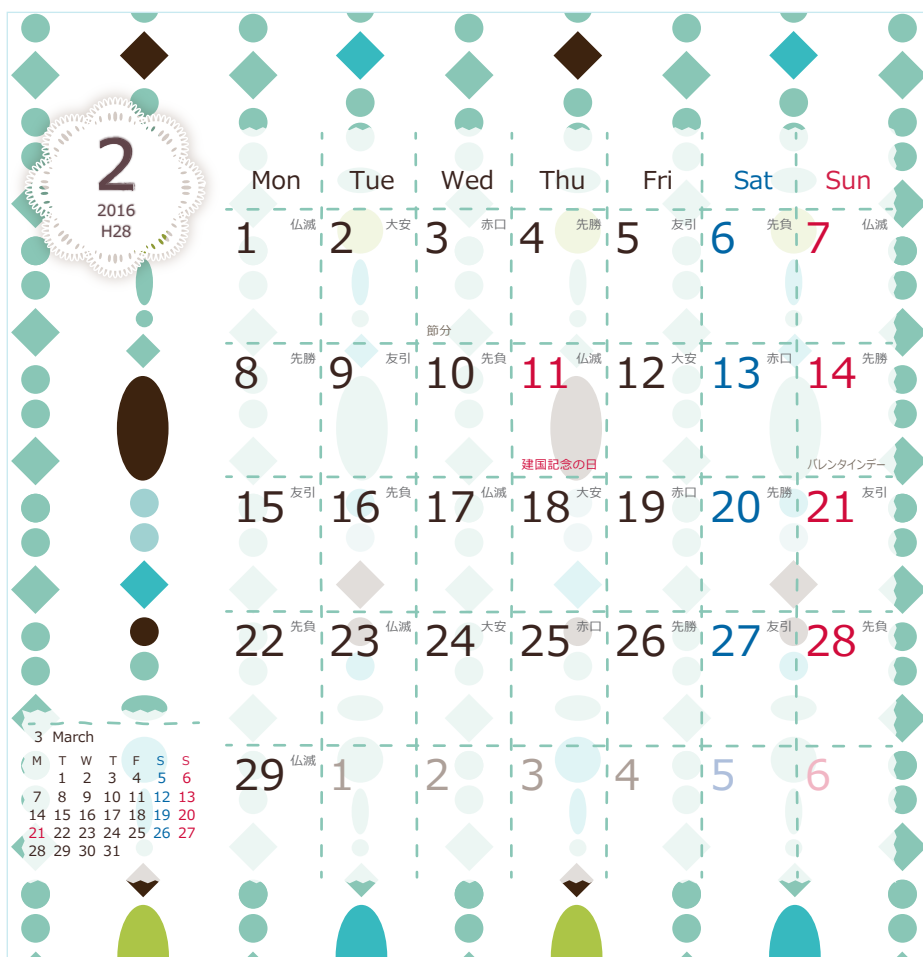 2
2016
H28
Mon Tue Wed Thu Fri Sat Sun
1 仏滅 2 大安 3 赤口 4 先勝 5 友引 6 先負 7 仏滅
節分
8 先勝 9 友引 10 先負 11 仏滅 12 大安 13 赤口 14 先勝
建国記念の日 バレンタインデー
15 友引 16 先負 17 仏滅 18 大安 19 赤口 20 先勝 21 友引
22 先負 23 仏滅 24 大安 25 赤口 26 先勝 27 友引 28 先負
29 仏滅 1 2 3 4 5 6
3 March
M T W T F S S
1 2 3 4 5 6
7 8 9 10 11 12 13
14 15 16 17 18 19 20
21 22 23 24 25 26 27
28 29 30 31